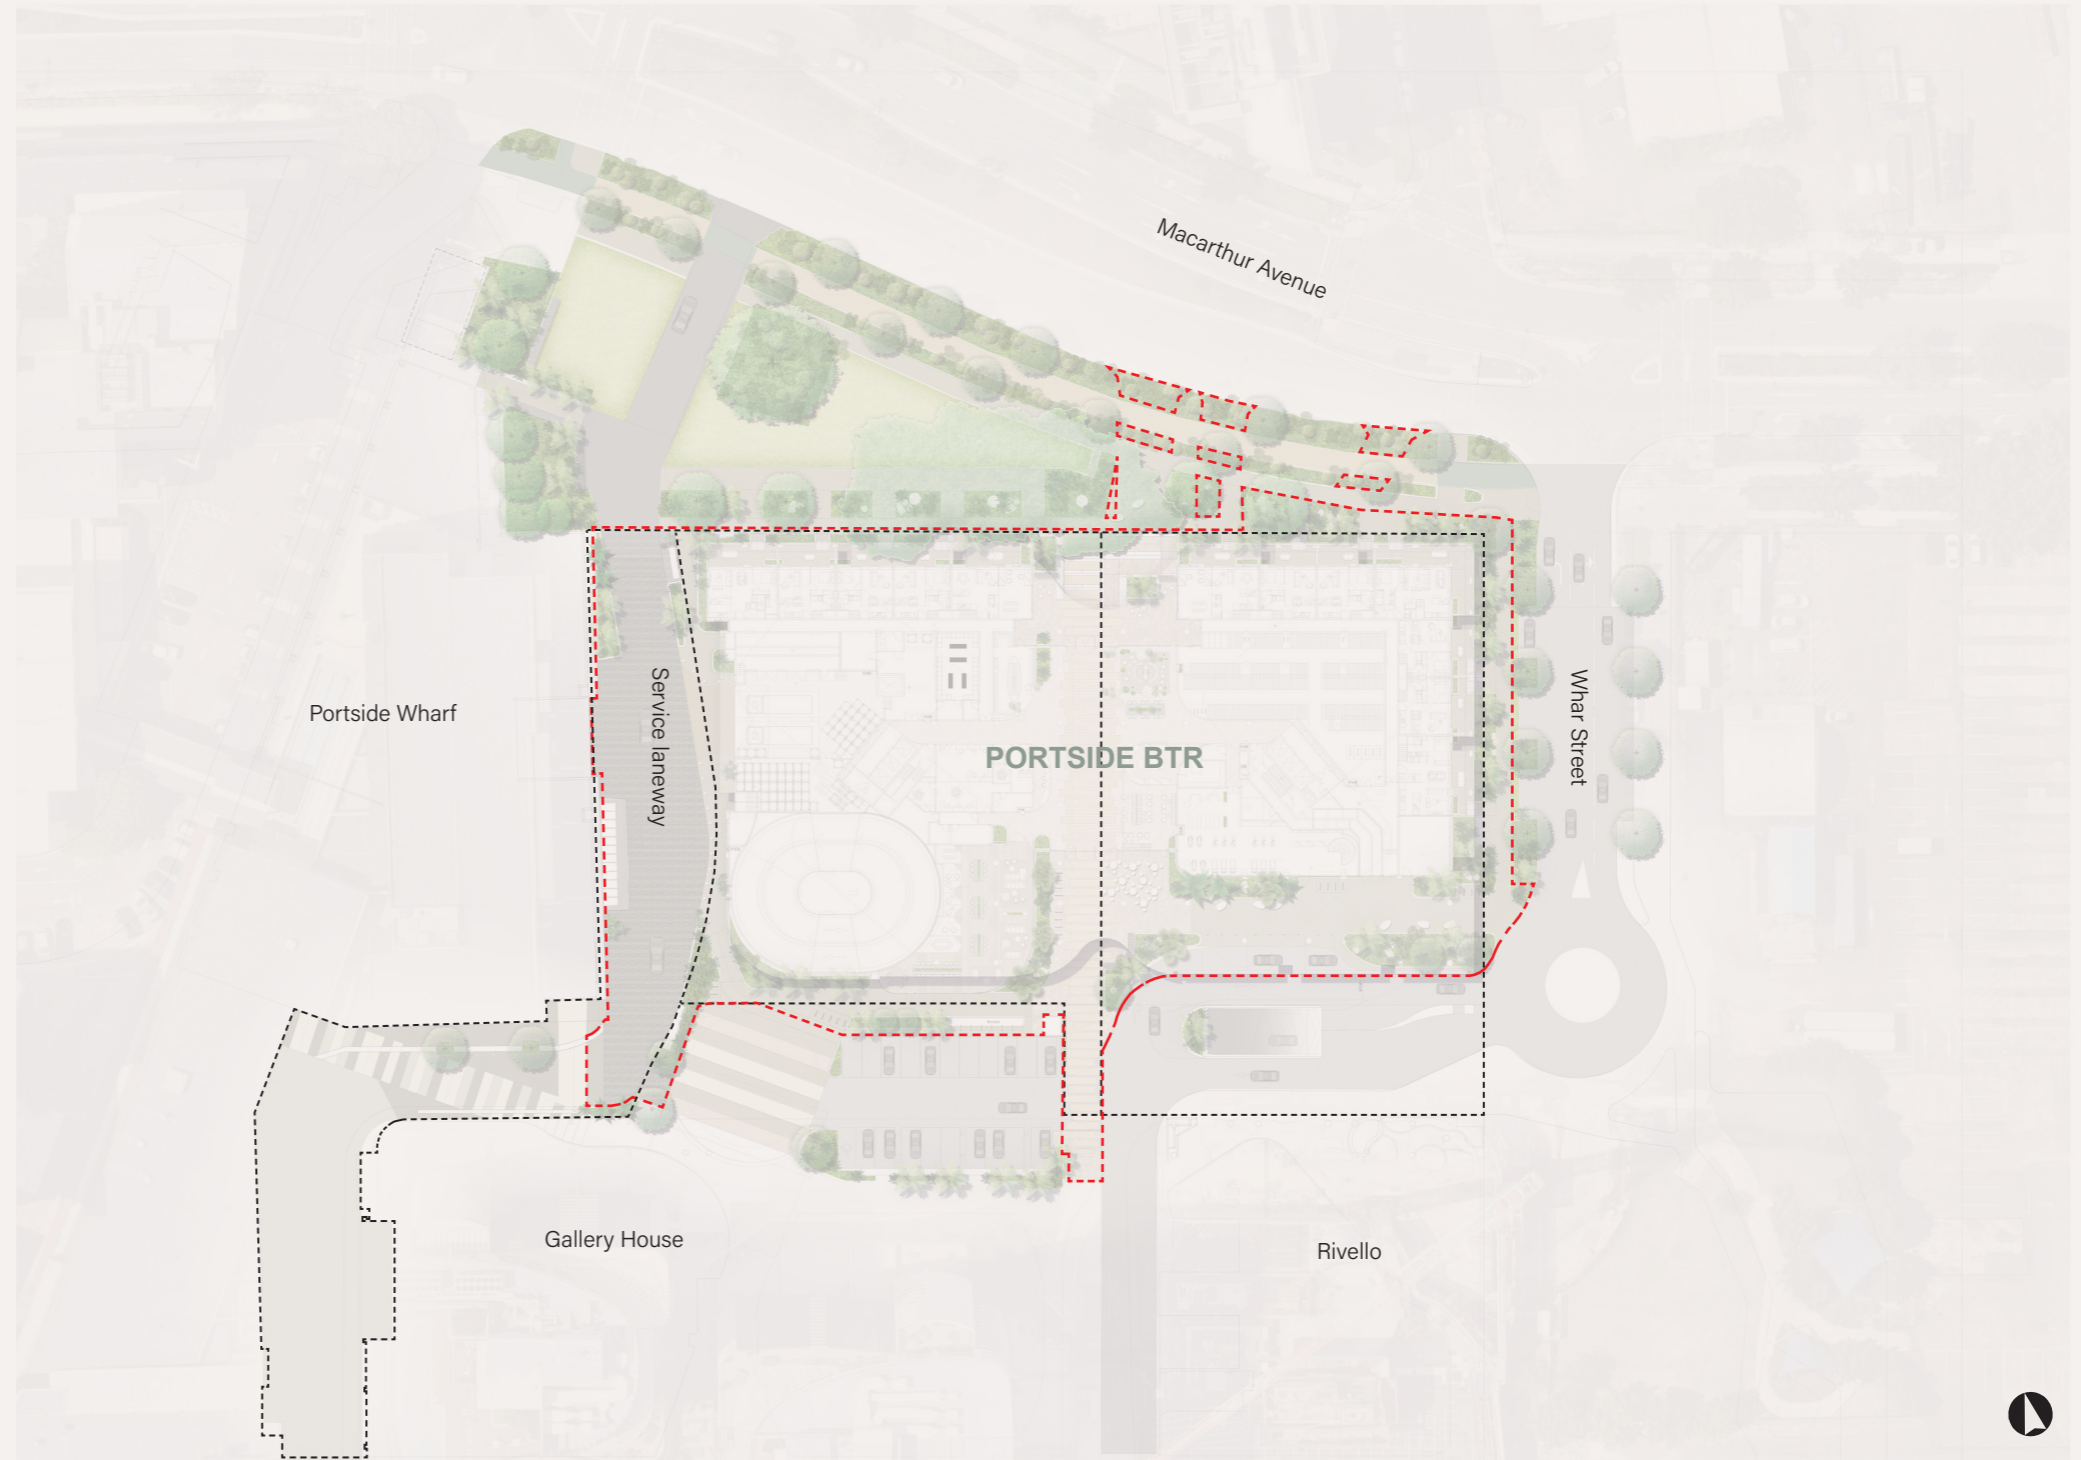 Macarthur Avenue
Portside Wharf
Service laneway
PORTSIDE BTR
Whar Street
Gallery House
Rivello